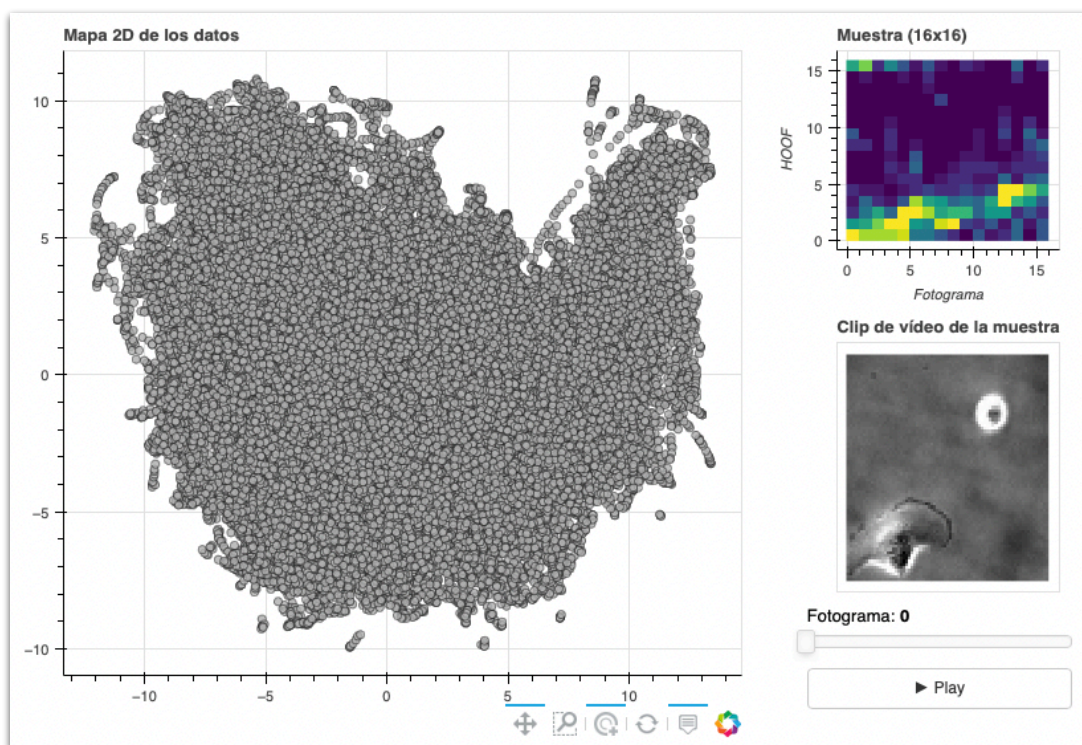 Mapa 2D de los datos
10
5
0
−5
−10
−10
−5
0
5
10
Muestra (16x16)
HOOF
15
10
5
0
0
5
10
15
Fotograma
Clip de vídeo de la muestra
Fotograma: 0
► Play